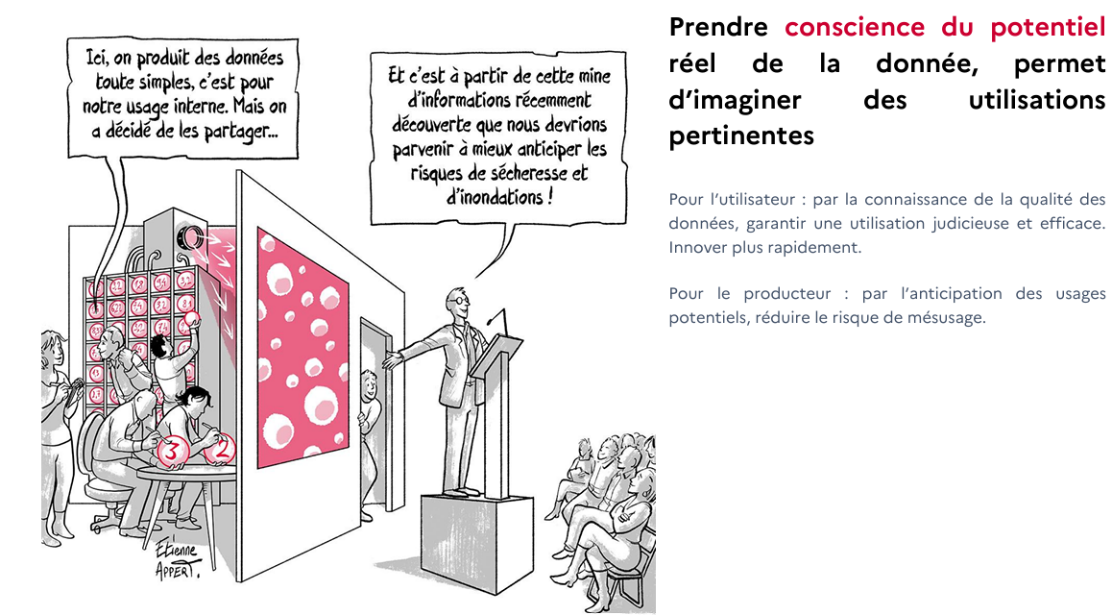 Ici, on produit des données
toute simples, c'est pour
notre usage interne. Mais on
a décidé de les partager...
Et c'est à partir de cette mine
d'informations récemment
découverte que nous devrions
parvenir à mieux anticiper les
risques de sécheresse et
d'inondations !
3
2
Etienne
APPERT.
Prendre conscience du potentiel
réel de la donnée, permet
d'imaginer des utilisations
pertinentes
Pour l'utilisateur : par la connaissance de la qualité des
données, garantir une utilisation judicieuse et efficace.
Innover plus rapidement.
Pour le producteur : par l'anticipation des usages
potentiels, réduire le risque de mésusage.